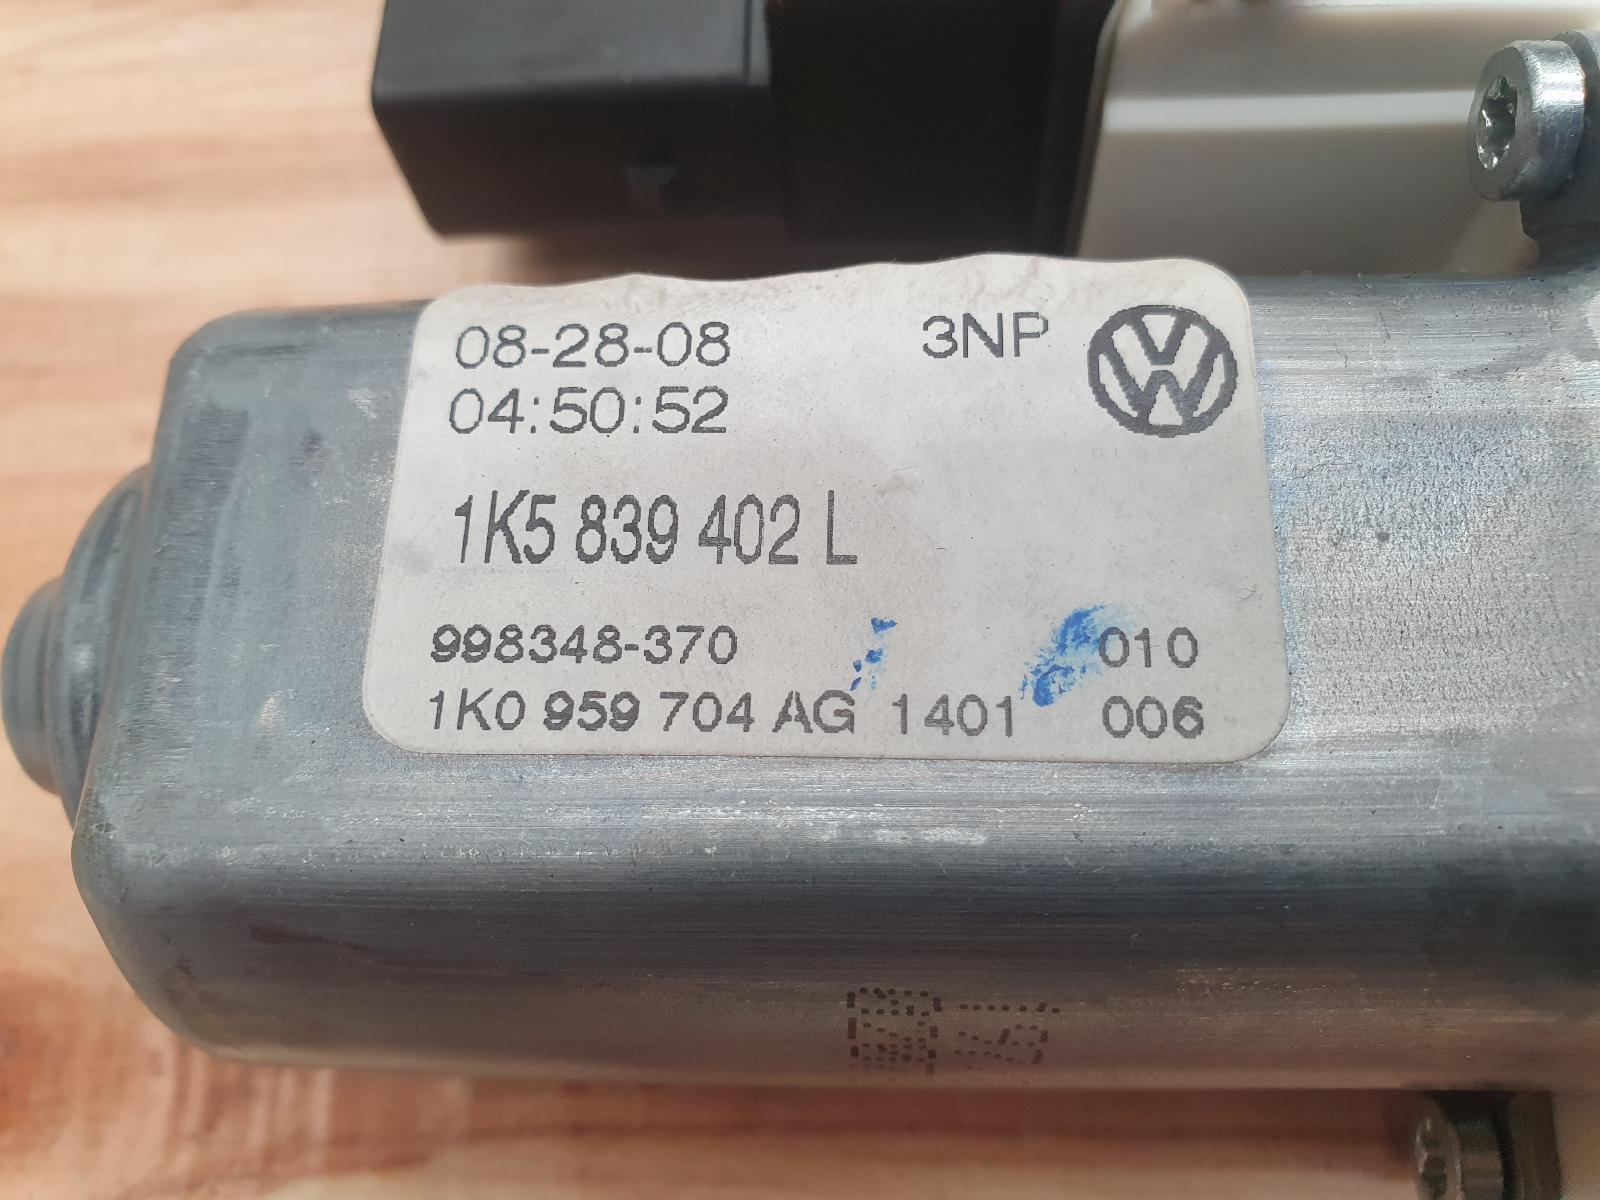 08-28-08 3NP
04:50:52
1K5 839 402 L
998348-370 010
1K0 959 704 AG 1401 006